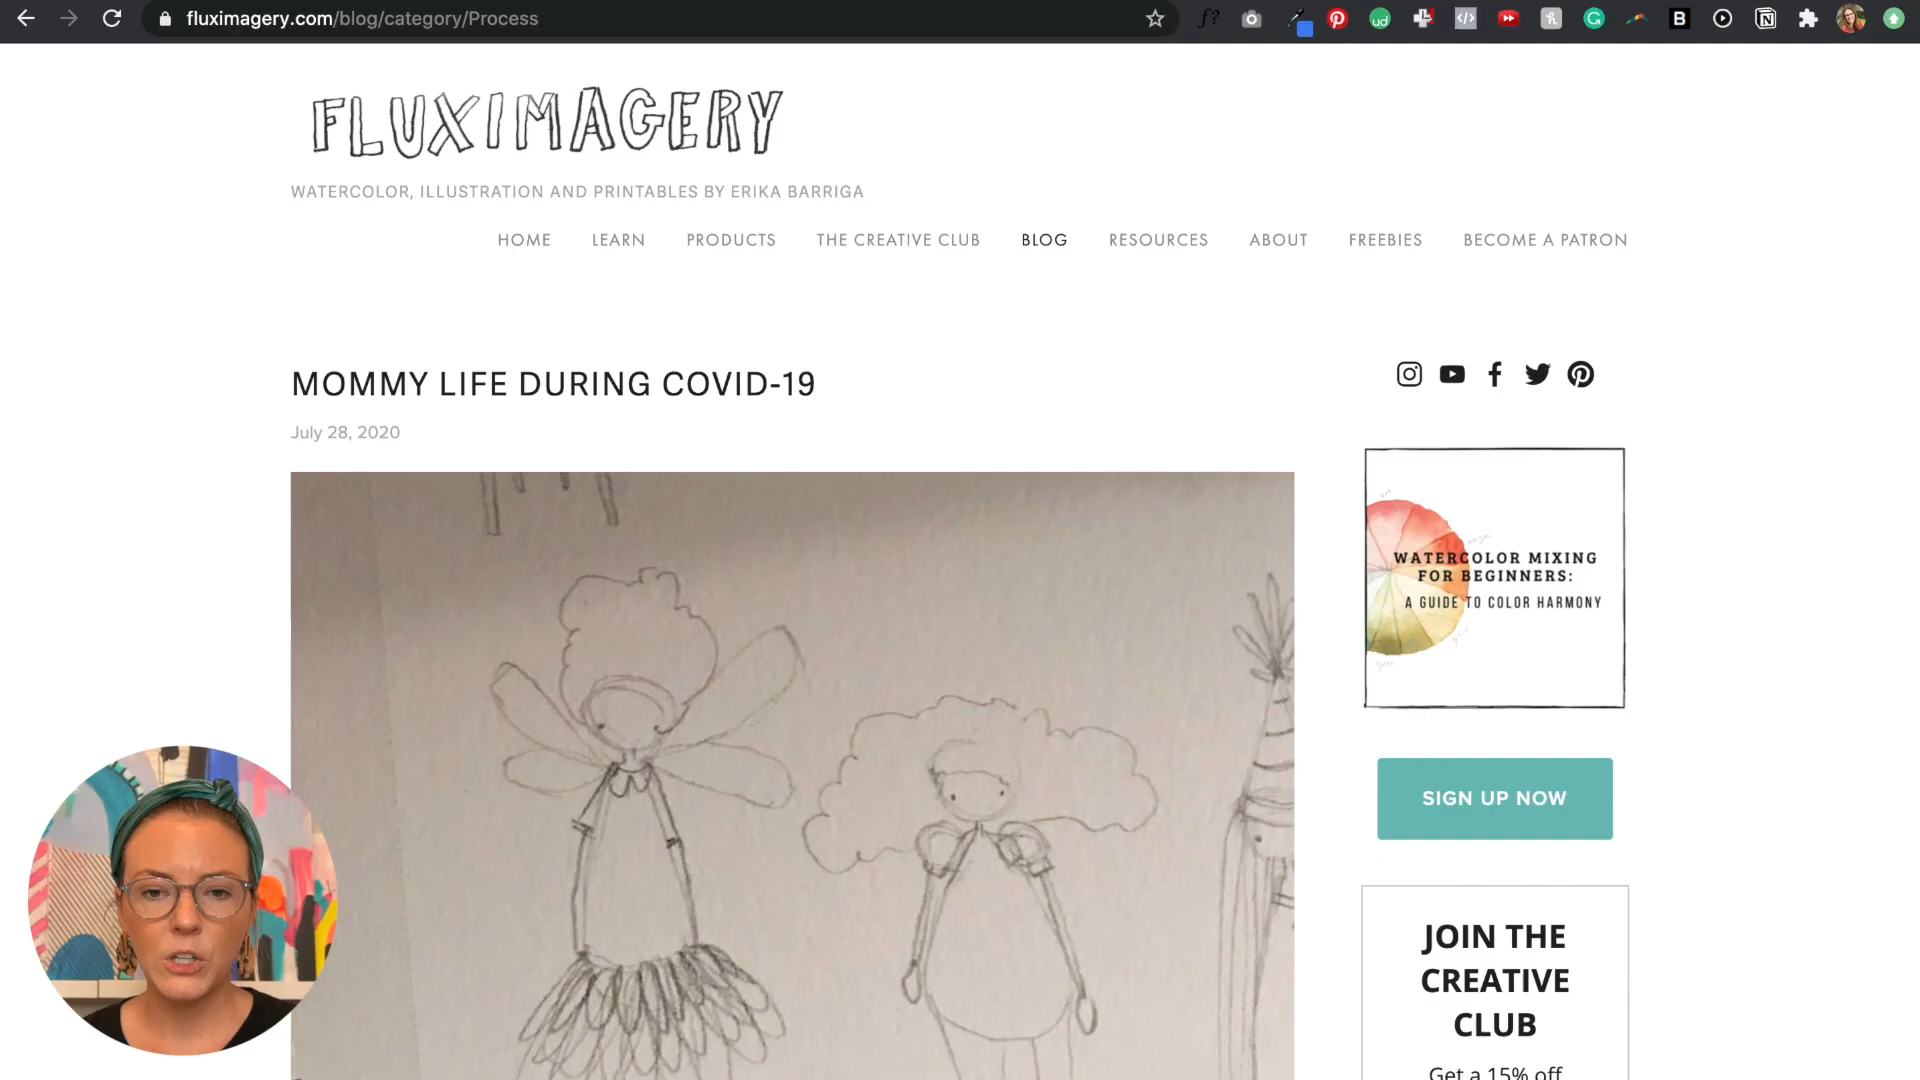 fluximagery.com/blog/category/Process
FLUXIMAGERY
WATERCOLOR, ILLUSTRATION AND PRINTABLES BY ERIKA BARRIGA
HOME LEARN PRODUCTS THE CREATIVE CLUB BLOG RESOURCES ABOUT FREEBIES BECOME A PATRON
MOMMY LIFE DURING COVID-19
July 28, 2020
WATERCOLOR MIXING
FOR BEGINNERS:
A GUIDE TO COLOR HARMONY
SIGN UP NOW
JOIN THE
CREATIVE
CLUB
Get a 15% off